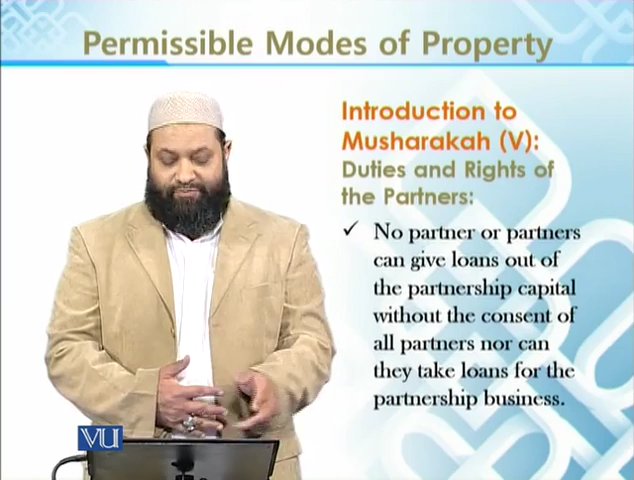 Permissible Modes of Property
Introduction to
Musharakah (V):
Duties and Rights of
the Partners:
✓ No partner or partners
can give loans out of
the partnership capital
without the consent of
all partners nor can
they take loans for the
partnership business.
VU